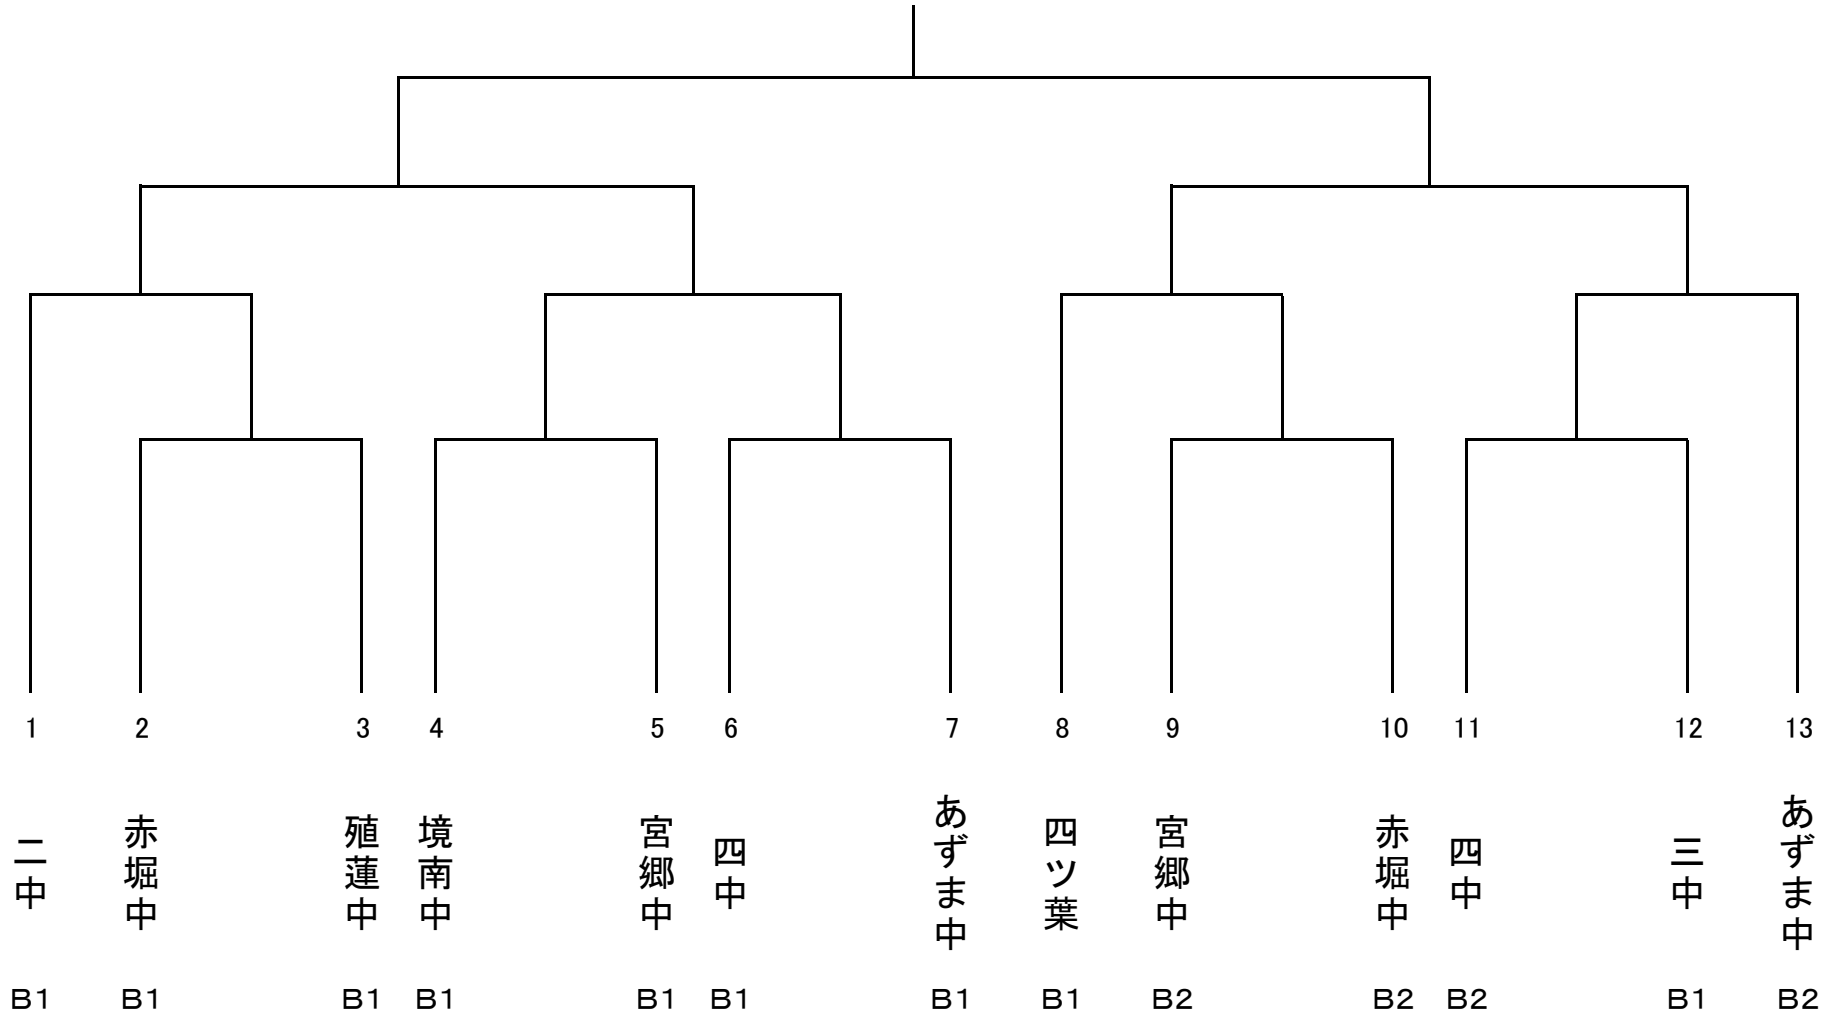 1 2 3 4 5 6 7 8 9 10 11 12 13
二中 赤堀中 殖蓮中 境南中 宮郷中 四中 あずま中 四ツ葉 宮郷中 赤堀中 四中 三中 あずま中
B1 B1 B1 B1 B1 B1 B1 B1 B2 B2 B2 B1 B2